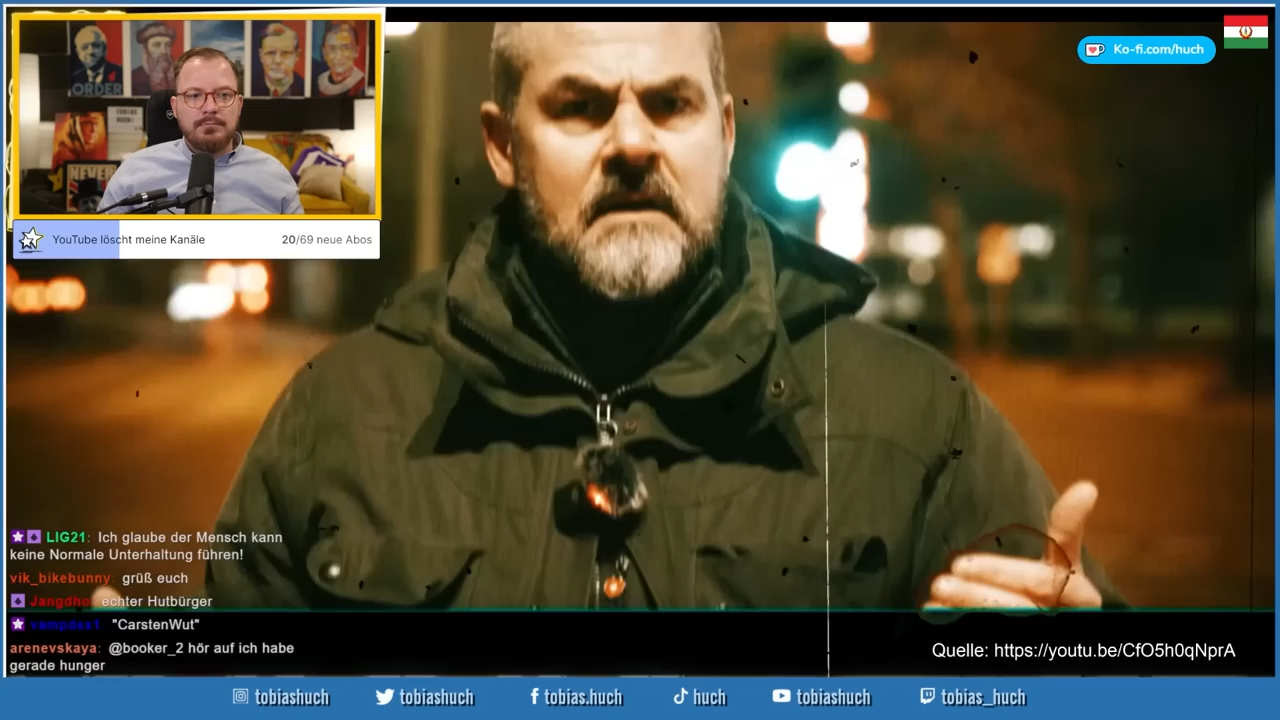 ORDER
NEVER
Ko-fi.com/huch
YouTube löscht meine Kanäle
20/69 neue Abos
LIG21: Ich glaube der Mensch kann
keine Normale Unterhaltung führen!
vik_bikebunny: grüß euch
echter Hutbürger
"CarstenWut"
arenevskaya: @booker_2 hör auf ich habe
gerade hunger
Quelle: https://youtu.be/CfO5h0qNprA
tobiashuch
tobiashuch
tobias.huch
huch
tobiashuch
tobias_huch